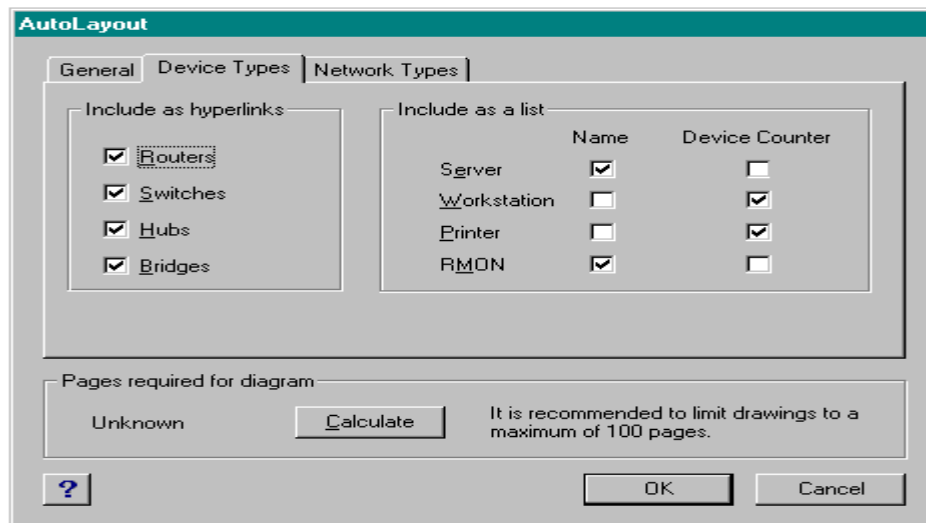 AutoLayout
General Device Types Network Types
Include as hyperlinks
Routers
Switches
Hubs
Bridges
Include as a list
Name Device Counter
Server
Workstation
Printer
RMON
Pages required for diagram
Unknown
Calculate
It is recommended to limit drawings to a
maximum of 100 pages.
?
OK
Cancel